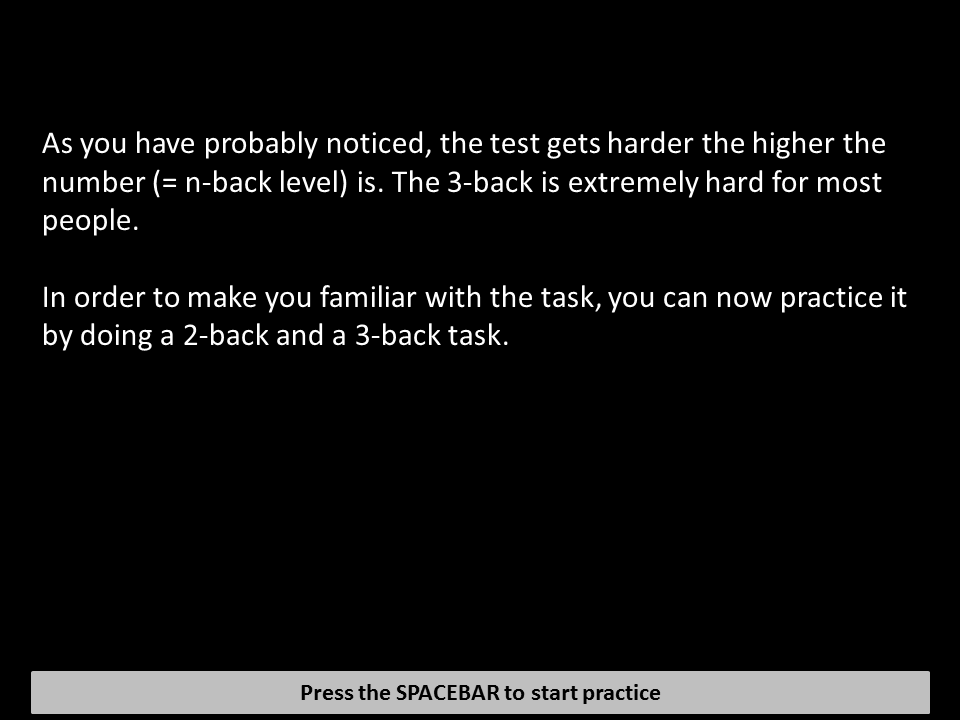 As you have probably noticed, the test gets harder the higher the
number (= n-back level) is. The 3-back is extremely hard for most
people.
In order to make you familiar with the task, you can now practice it
by doing a 2-back and a 3-back task.
Press the SPACEBAR to start practice